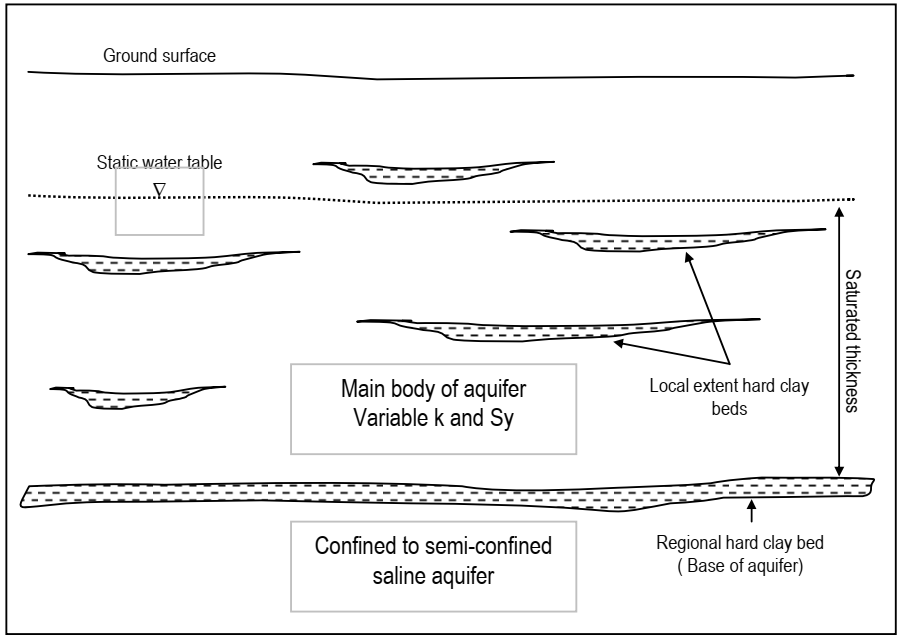 Ground surface
Static water table
∇
Saturated thickness
Local extent hard clay
beds
Main body of aquifer
Variable k and Sy
Confined to semi-confined
saline aquifer
Regional hard clay bed
( Base of aquifer)